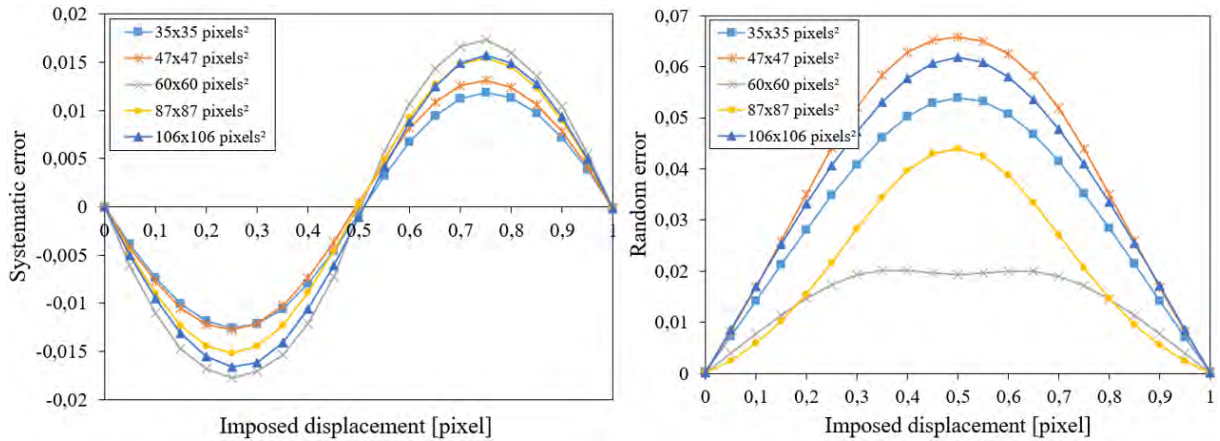 0,02
0,015
0,01
0,005
0
-0,005
-0,01
-0,015
-0,02
Systematic error
35x35 pixels²
47x47 pixels²
60x60 pixels²
87x87 pixels²
106x106 pixels²
0 0,1 0,2 0,3 0,4 0,5 0,6 0,7 0,8 0,9 1
Imposed displacement [pixel]
0,07
0,06
0,05
0,04
0,03
0,02
0,01
0
Random error
35x35 pixels²
47x47 pixels²
60x60 pixels²
87x87 pixels²
106x106 pixels²
0 0,1 0,2 0,3 0,4 0,5 0,6 0,7 0,8 0,9 1
Imposed displacement [pixel]